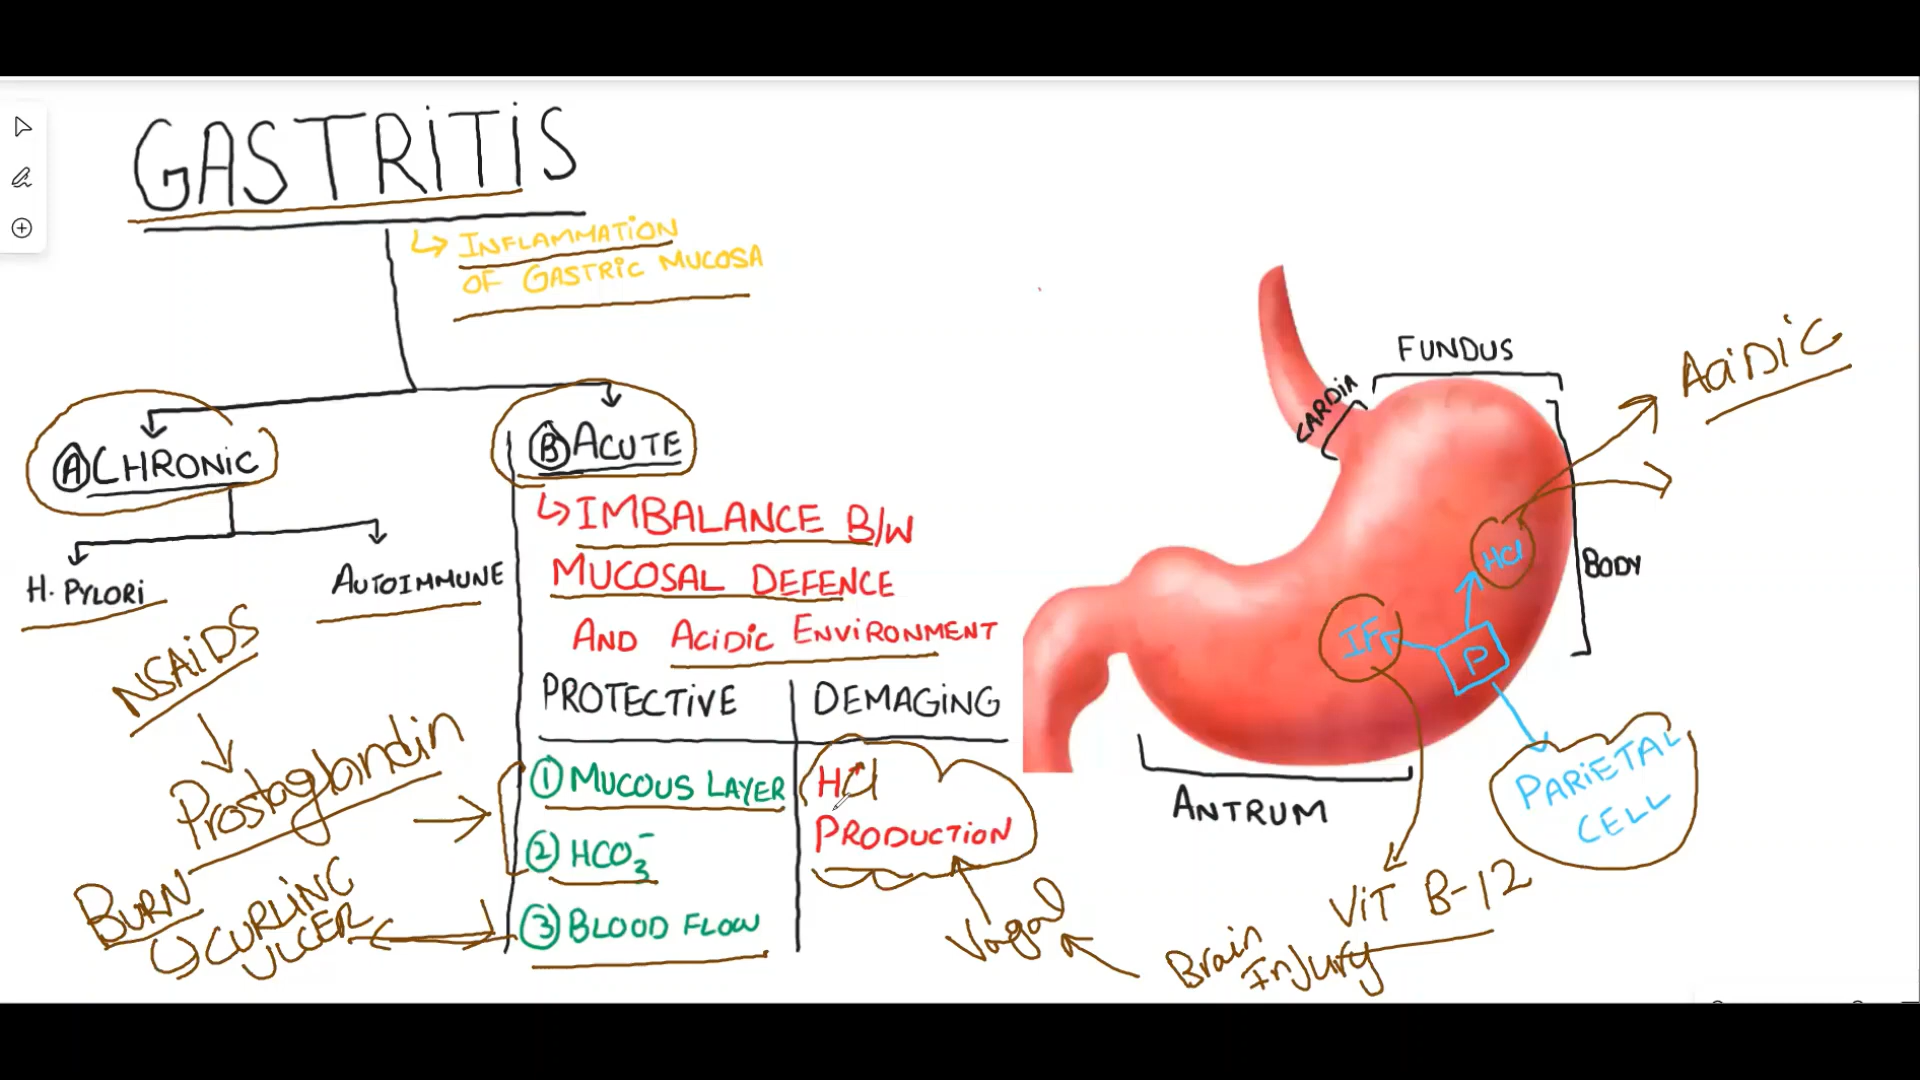 GASTRiTiS
↳ INFLAMMATiON
OF GASTRiC MUCOSA
Ⓐ CHRONiC
H. PYLORi
AUTOiMMUNE
NSAiDS
Prostaglandin
BURN
↳ CURLiNG
ULCER
Ⓑ ACUTE
↳ IMBALANCE B/W
MUCOSAL DEFENCE
AND ACiDiC ENViRONMENT
PROTECTiVE
DEMAGiNG
① MUCOUS LAYER
② HCO3-
③ BLOOD FLOW
HCl
PRODUCTiON
Vagal
Brain
InJury
CARDiA
FUNDUS
BODY
ANTRUM
HCl
IF
P
PARiETAL
CELL
AciDiC
ViT B-12